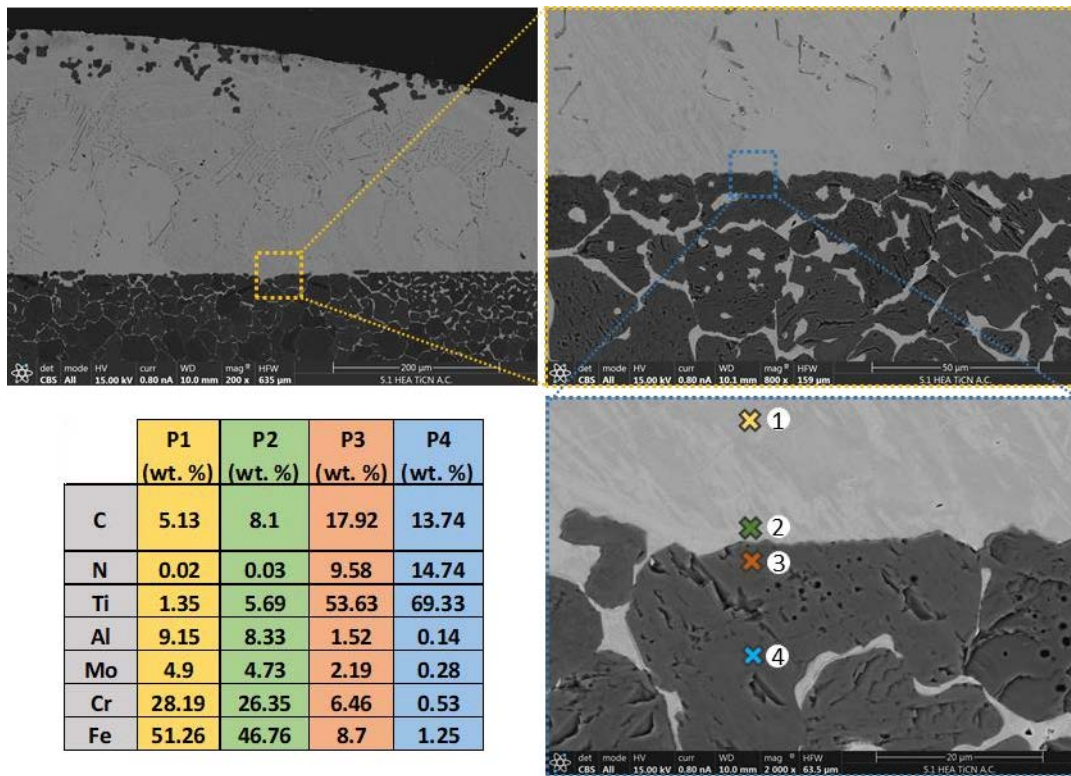 det HV curr WD mag HFW 200 µm
CBS All 15.00 kV 0.80 nA 10.0 mm 200 x 635 µm 5.1 HEA TiCN A.C.
det HV curr WD mag HFW 50 µm
CBS All 15.00 kV 0.80 nA 10.1 mm 800 x 159 µm 5.1 HEA TiCN A.C.
P1 P2 P3 P4
(wt. %) (wt. %) (wt. %) (wt. %)
C 5.13 8.1 17.92 13.74
N 0.02 0.03 9.58 14.74
Ti 1.35 5.69 53.63 69.33
Al 9.15 8.33 1.52 0.14
Mo 4.9 4.73 2.19 0.28
Cr 28.19 26.35 6.46 0.53
Fe 51.26 46.76 8.7 1.25
1
2
3
4
det HV curr WD mag HFW 20 µm
CBS All 15.00 kV 0.80 nA 10.0 mm 2 000 x 63.5 µm 5.1 HEA TiCN A.C.